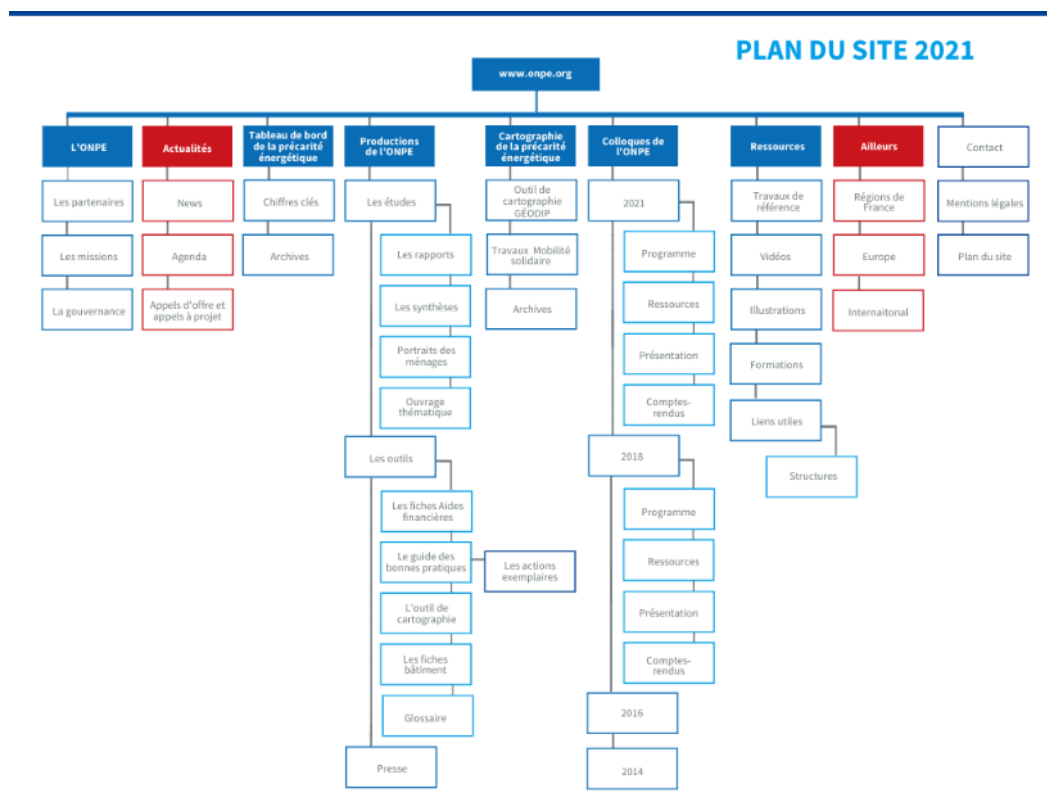 PLAN DU SITE 2021
www.onpe.org
L'ONPE
Les partenaires
Les missions
La gouvernance
Actualités
News
Agenda
Appels d'offre et
appels à projet
Tableau de bord
de la précarité
énergétique
Chiffres clés
Archives
Productions
de l'ONPE
Les études
Les rapports
Les synthèses
Portraits des
ménages
Ouvrage
thématique
Les outils
Les fiches Aides
financières
Le guide des
bonnes pratiques
Les actions
exemplaires
L'outil de
cartographie
Les fiches
bâtiment
Glossaire
Presse
Cartographie
de la précarité
énergétique
Outil de
cartographie
GÉODIP
Travaux Mobilité
solidaire
Archives
Colloques de
l'ONPE
2021
Programme
Ressources
Présentation
Comptes-
rendus
2018
Programme
Ressources
Présentation
Comptes-
rendus
2016
2014
Ressources
Travaux de
référence
Vidéos
Illustrations
Formations
Liens utiles
Structures
Ailleurs
Régions de
France
Europe
Internaitonal
Contact
Mentions légales
Plan du site